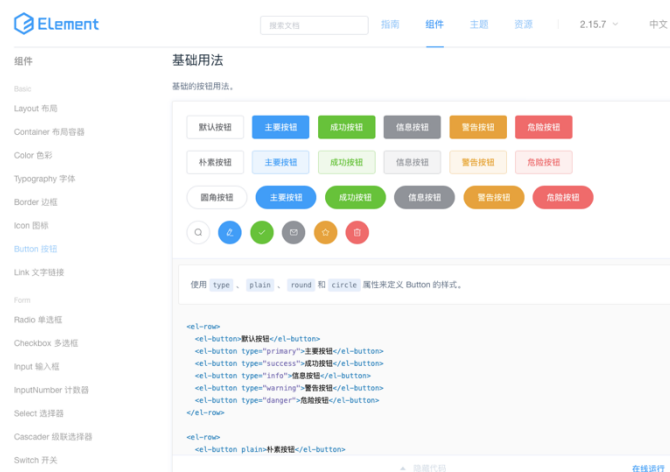 Element
搜索文档
指南
组件
主题
资源
2.15.7
中文
组件
Basic
Layout 布局
Container 布局容器
Color 色彩
Typography 字体
Border 边框
Icon 图标
Button 按钮
Link 文字链接
Form
Radio 单选框
Checkbox 多选框
Input 输入框
InputNumber 计数器
Select 选择器
Cascader 级联选择器
Switch 开关
基础用法
基础的按钮用法。
默认按钮 主要按钮 成功按钮 信息按钮 警告按钮 危险按钮
朴素按钮 主要按钮 成功按钮 信息按钮 警告按钮 危险按钮
圆角按钮 主要按钮 成功按钮 信息按钮 警告按钮 危险按钮
使用 type 、 plain 、 round 和 circle 属性来定义 Button 的样式。
<el-row>
<el-button>默认按钮</el-button>
<el-button type="primary">主要按钮</el-button>
<el-button type="success">成功按钮</el-button>
<el-button type="info">信息按钮</el-button>
<el-button type="warning">警告按钮</el-button>
<el-button type="danger">危险按钮</el-button>
</el-row>
<el-row>
<el-button plain>朴素按钮</el-button>
隐藏代码
在线运行